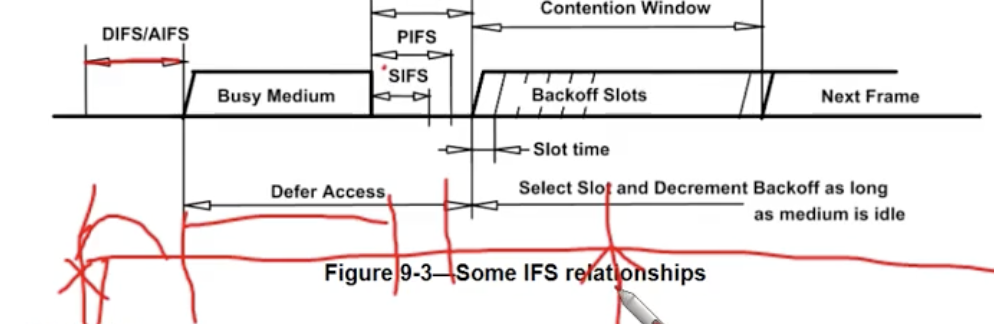 Contention Window
DIFS/AIFS
PIFS
SIFS
Busy Medium
Backoff Slots
Next Frame
Slot time
Defer Access
Select Slot and Decrement Backoff as long
as medium is idle
Figure 9-3—Some IFS relationships